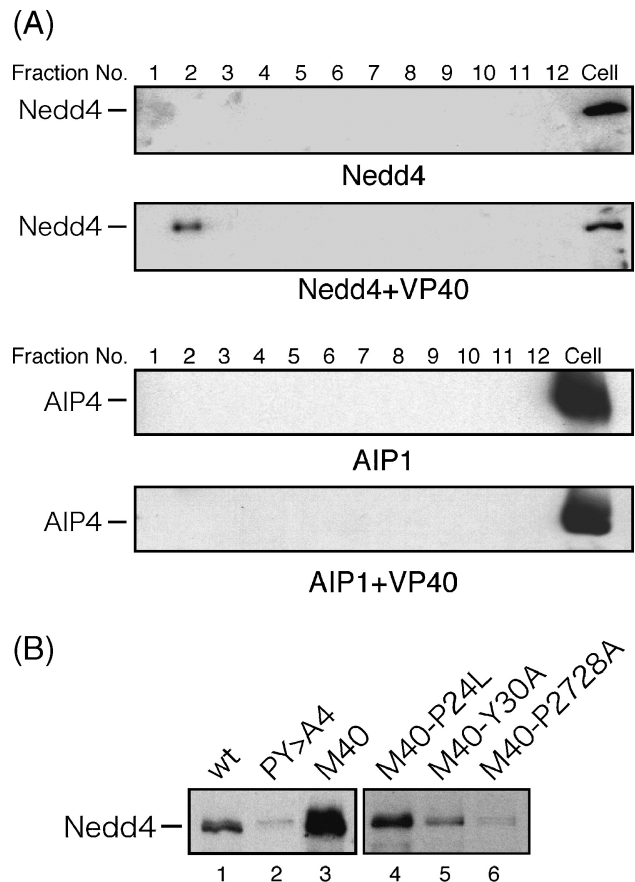 (A)
Fraction No. 1 2 3 4 5 6 7 8 9 10 11 12 Cell
Nedd4
Nedd4
Nedd4
Nedd4+VP40
Fraction No. 1 2 3 4 5 6 7 8 9 10 11 12 Cell
AIP4
AIP1
AIP4
AIP1+VP40
(B)
wt PY>A4 M40 M40-P24L M40-Y30A M40-P2728A
Nedd4
1 2 3 4 5 6